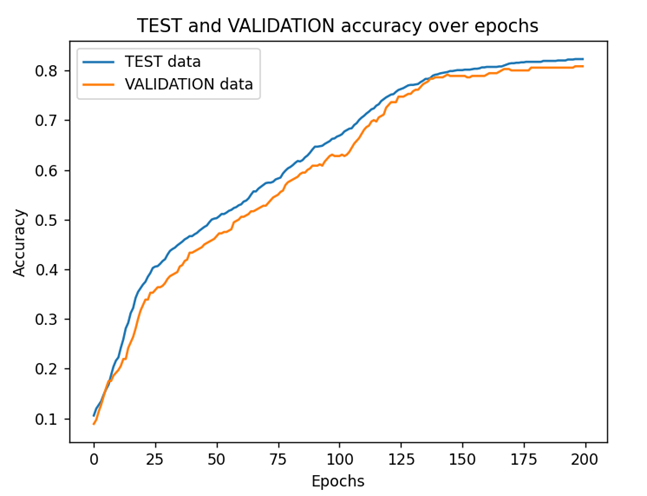 TEST and VALIDATION accuracy over epochs
TEST data
VALIDATION data
Accuracy
0.8
0.7
0.6
0.5
0.4
0.3
0.2
0.1
0 25 50 75 100 125 150 175 200
Epochs